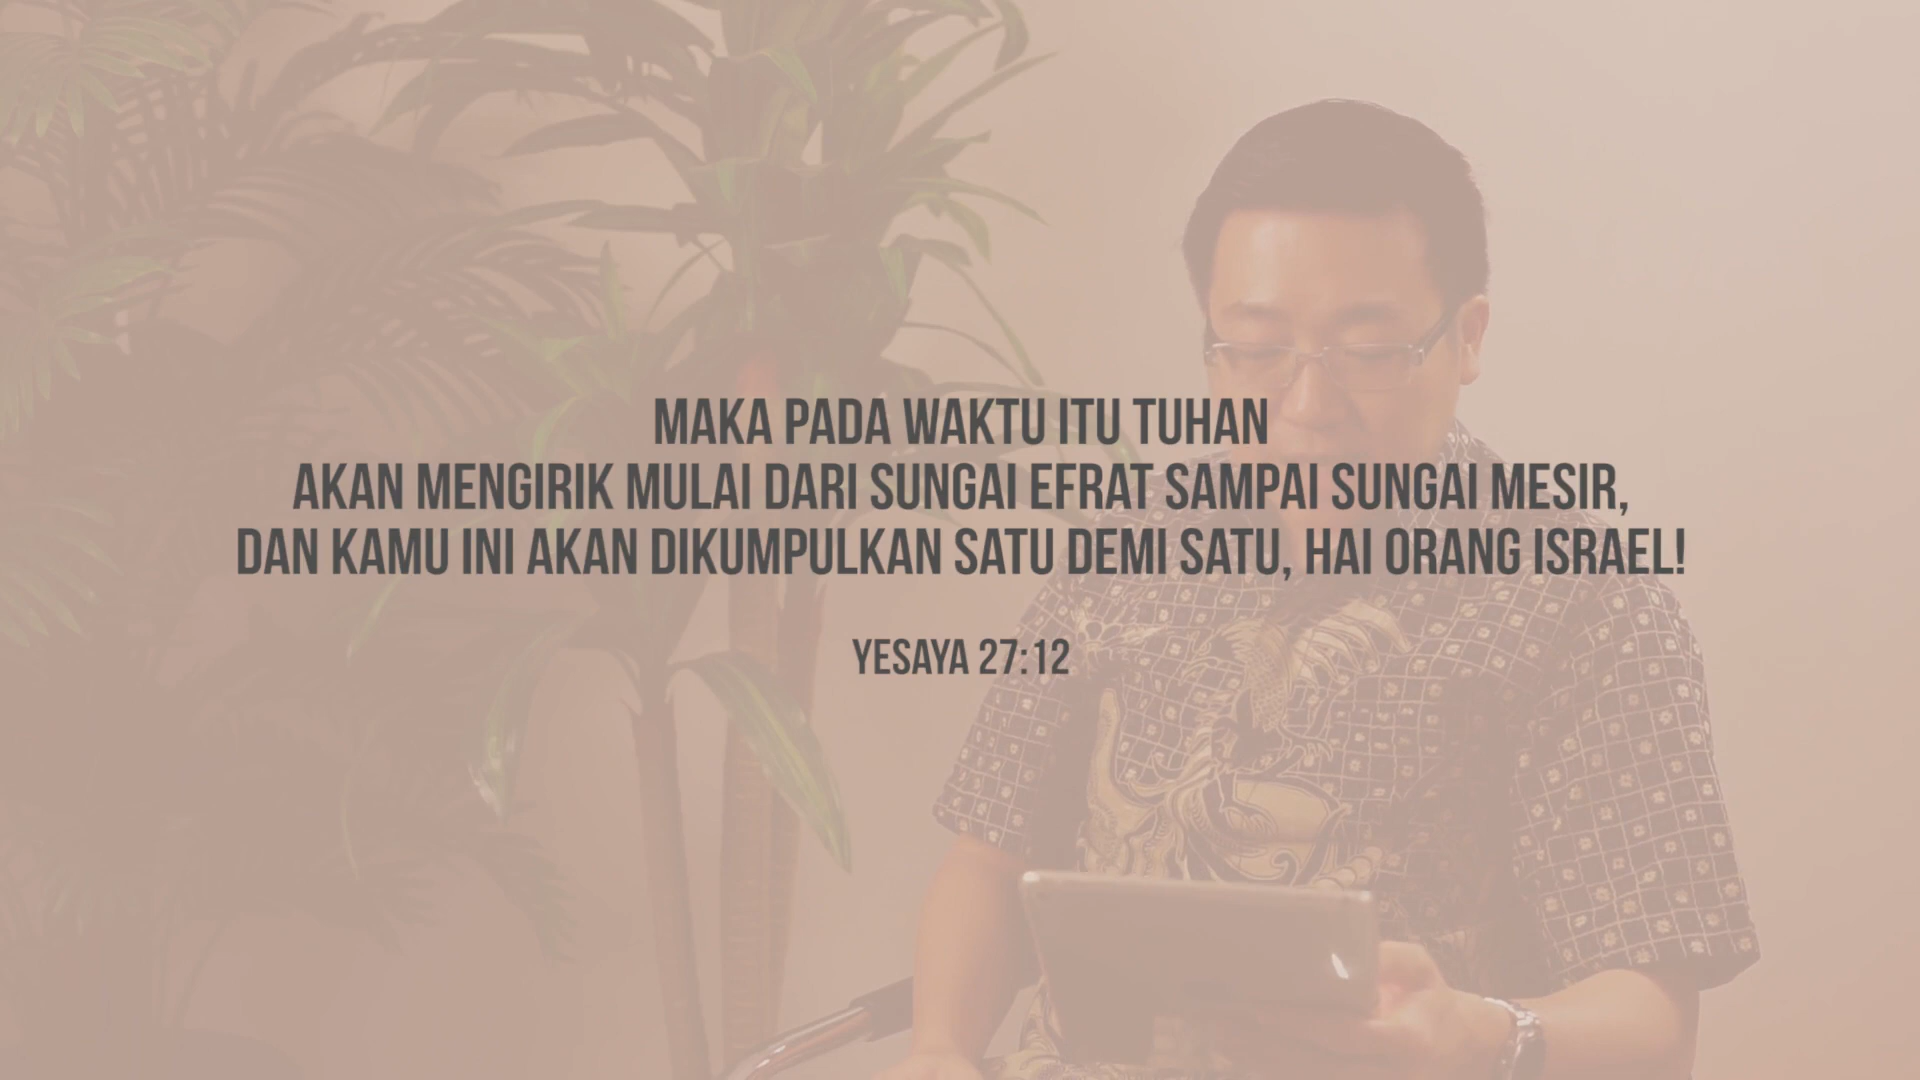 MAKA PADA WAKTU ITU TUHAN
AKAN MENGIRIK MULAI DARI SUNGAI EFRAT SAMPAI SUNGAI MESIR,
DAN KAMU INI AKAN DIKUMPULKAN SATU DEMI SATU, HAI ORANG ISRAEL!
YESAYA 27:12